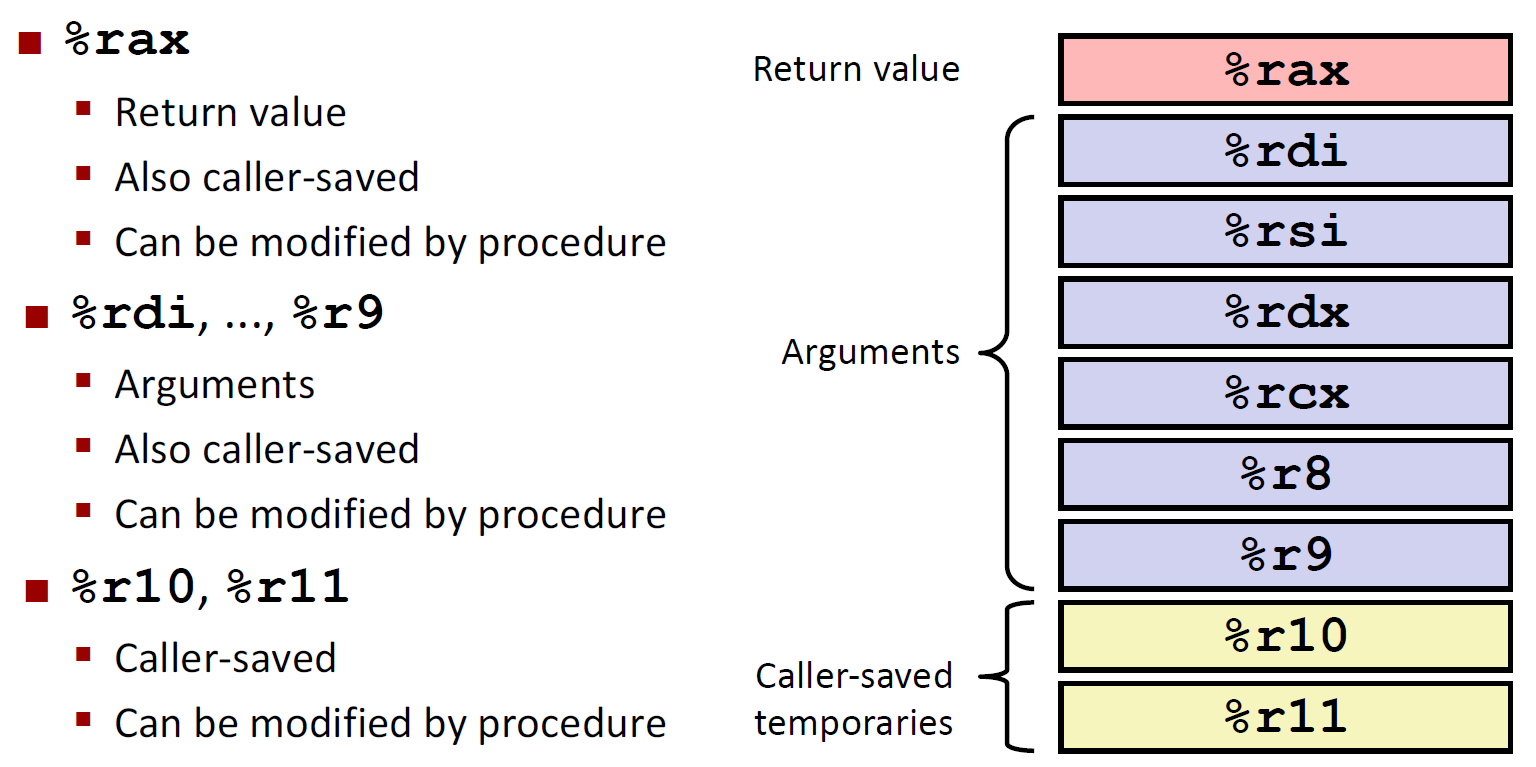 %rax
Return value
Also caller-saved
Can be modified by procedure
%rdi, ..., %r9
Arguments
Also caller-saved
Can be modified by procedure
%r10, %r11
Caller-saved
Can be modified by procedure
Return value
%rax
Arguments
%rdi
%rsi
%rdx
%rcx
%r8
%r9
Caller-saved
temporaries
%r10
%r11